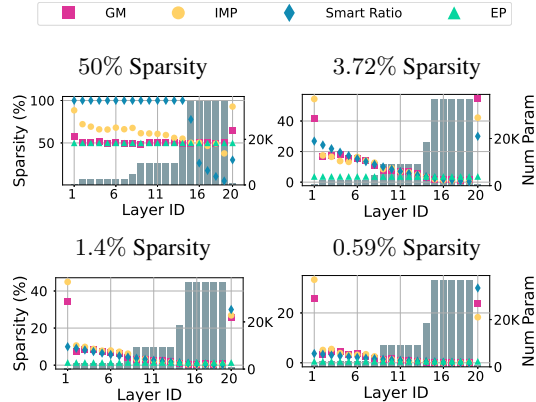 GM IMP Smart Ratio EP
50% Sparsity
3.72% Sparsity
Sparsity (%)
100
50
20K
0
1 6 11 16 20
Layer ID
40
20
0
20K
0
Num Param
1 6 11 16 20
Layer ID
1.4% Sparsity
0.59% Sparsity
Sparsity (%)
40
20
0
20K
0
1 6 11 16 20
Layer ID
20
0
20K
0
Num Param
1 6 11 16 20
Layer ID